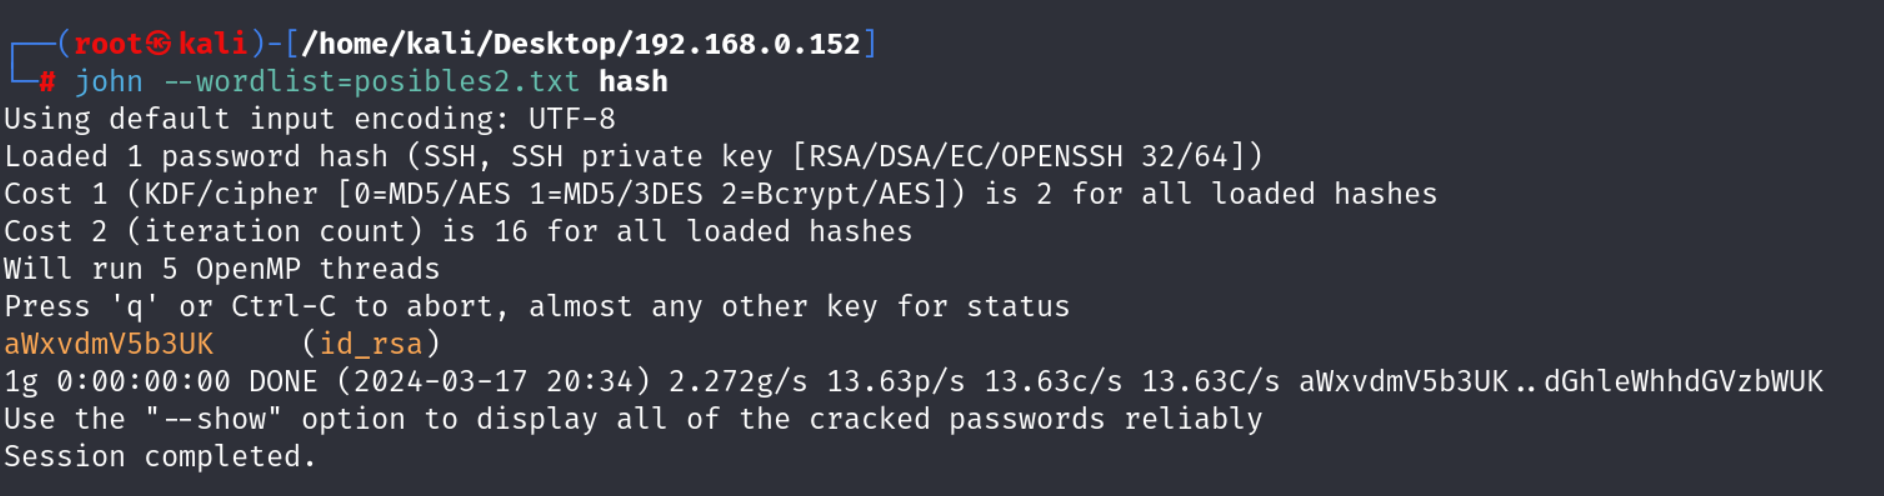 ┌──(root㉿kali)-[/home/kali/Desktop/192.168.0.152]
└─# john --wordlist=posibles2.txt hash
Using default input encoding: UTF-8
Loaded 1 password hash (SSH, SSH private key [RSA/DSA/EC/OPENSSH 32/64])
Cost 1 (KDF/cipher [0=MD5/AES 1=MD5/3DES 2=Bcrypt/AES]) is 2 for all loaded hashes
Cost 2 (iteration count) is 16 for all loaded hashes
Will run 5 OpenMP threads
Press 'q' or Ctrl-C to abort, almost any other key for status
aWxvdmV5b3UK     (id_rsa)
1g 0:00:00:00 DONE (2024-03-17 20:34) 2.272g/s 13.63p/s 13.63c/s 13.63C/s aWxvdmV5b3UK..dGhleWhhdGVzbWUK
Use the "--show" option to display all of the cracked passwords reliably
Session completed.